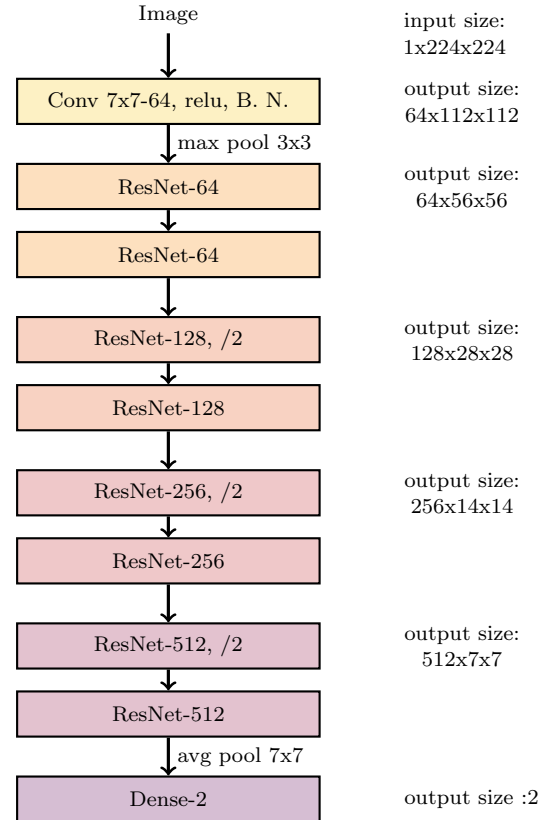 Image
input size:
1x224x224
Conv 7x7-64, relu, B. N.
output size:
64x112x112
max pool 3x3
ResNet-64
output size:
64x56x56
ResNet-64
ResNet-128, /2
output size:
128x28x28
ResNet-128
ResNet-256, /2
output size:
256x14x14
ResNet-256
ResNet-512, /2
output size:
512x7x7
ResNet-512
avg pool 7x7
Dense-2
output size :2